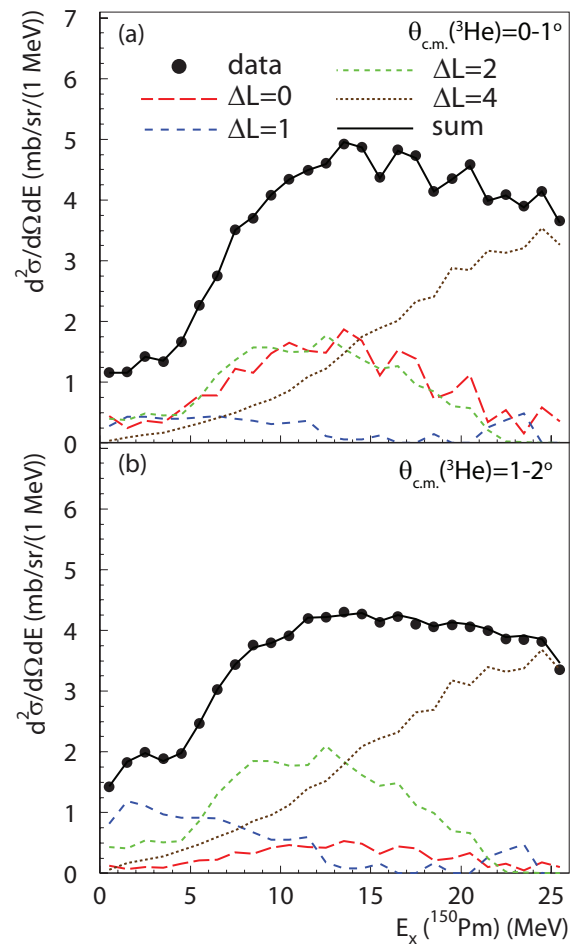 (a)
θc.m.(³He)=0-1°
data
ΔL=0
ΔL=1
ΔL=2
ΔL=4
sum
d²σ/dΩdE (mb/sr/(1 MeV))
7
6
5
4
3
2
1
0
(b)
θc.m.(³He)=1-2°
d²σ/dΩdE (mb/sr/(1 MeV))
6
5
4
3
2
1
0
0 5 10 15 20 25
Ex (¹⁵⁰Pm) (MeV)